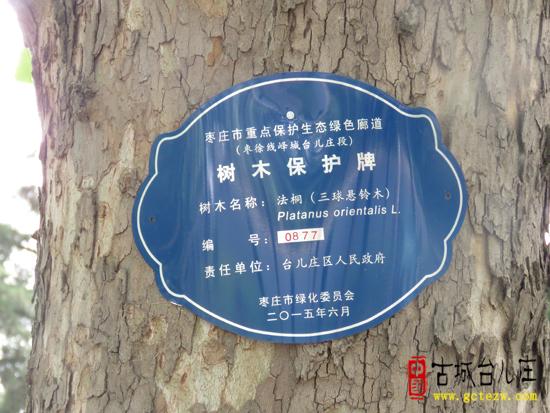 枣庄市重点保护生态绿色廊道
(枣徐线峄城台儿庄段)
树木保护牌
树木名称：法桐（三球悬铃木）
Platanus orientalis L.
编 号：0877
责任单位：台儿庄区人民政府
枣庄市绿化委员会
二〇一五年六月
中国 古城台儿庄
www.gctezw.com